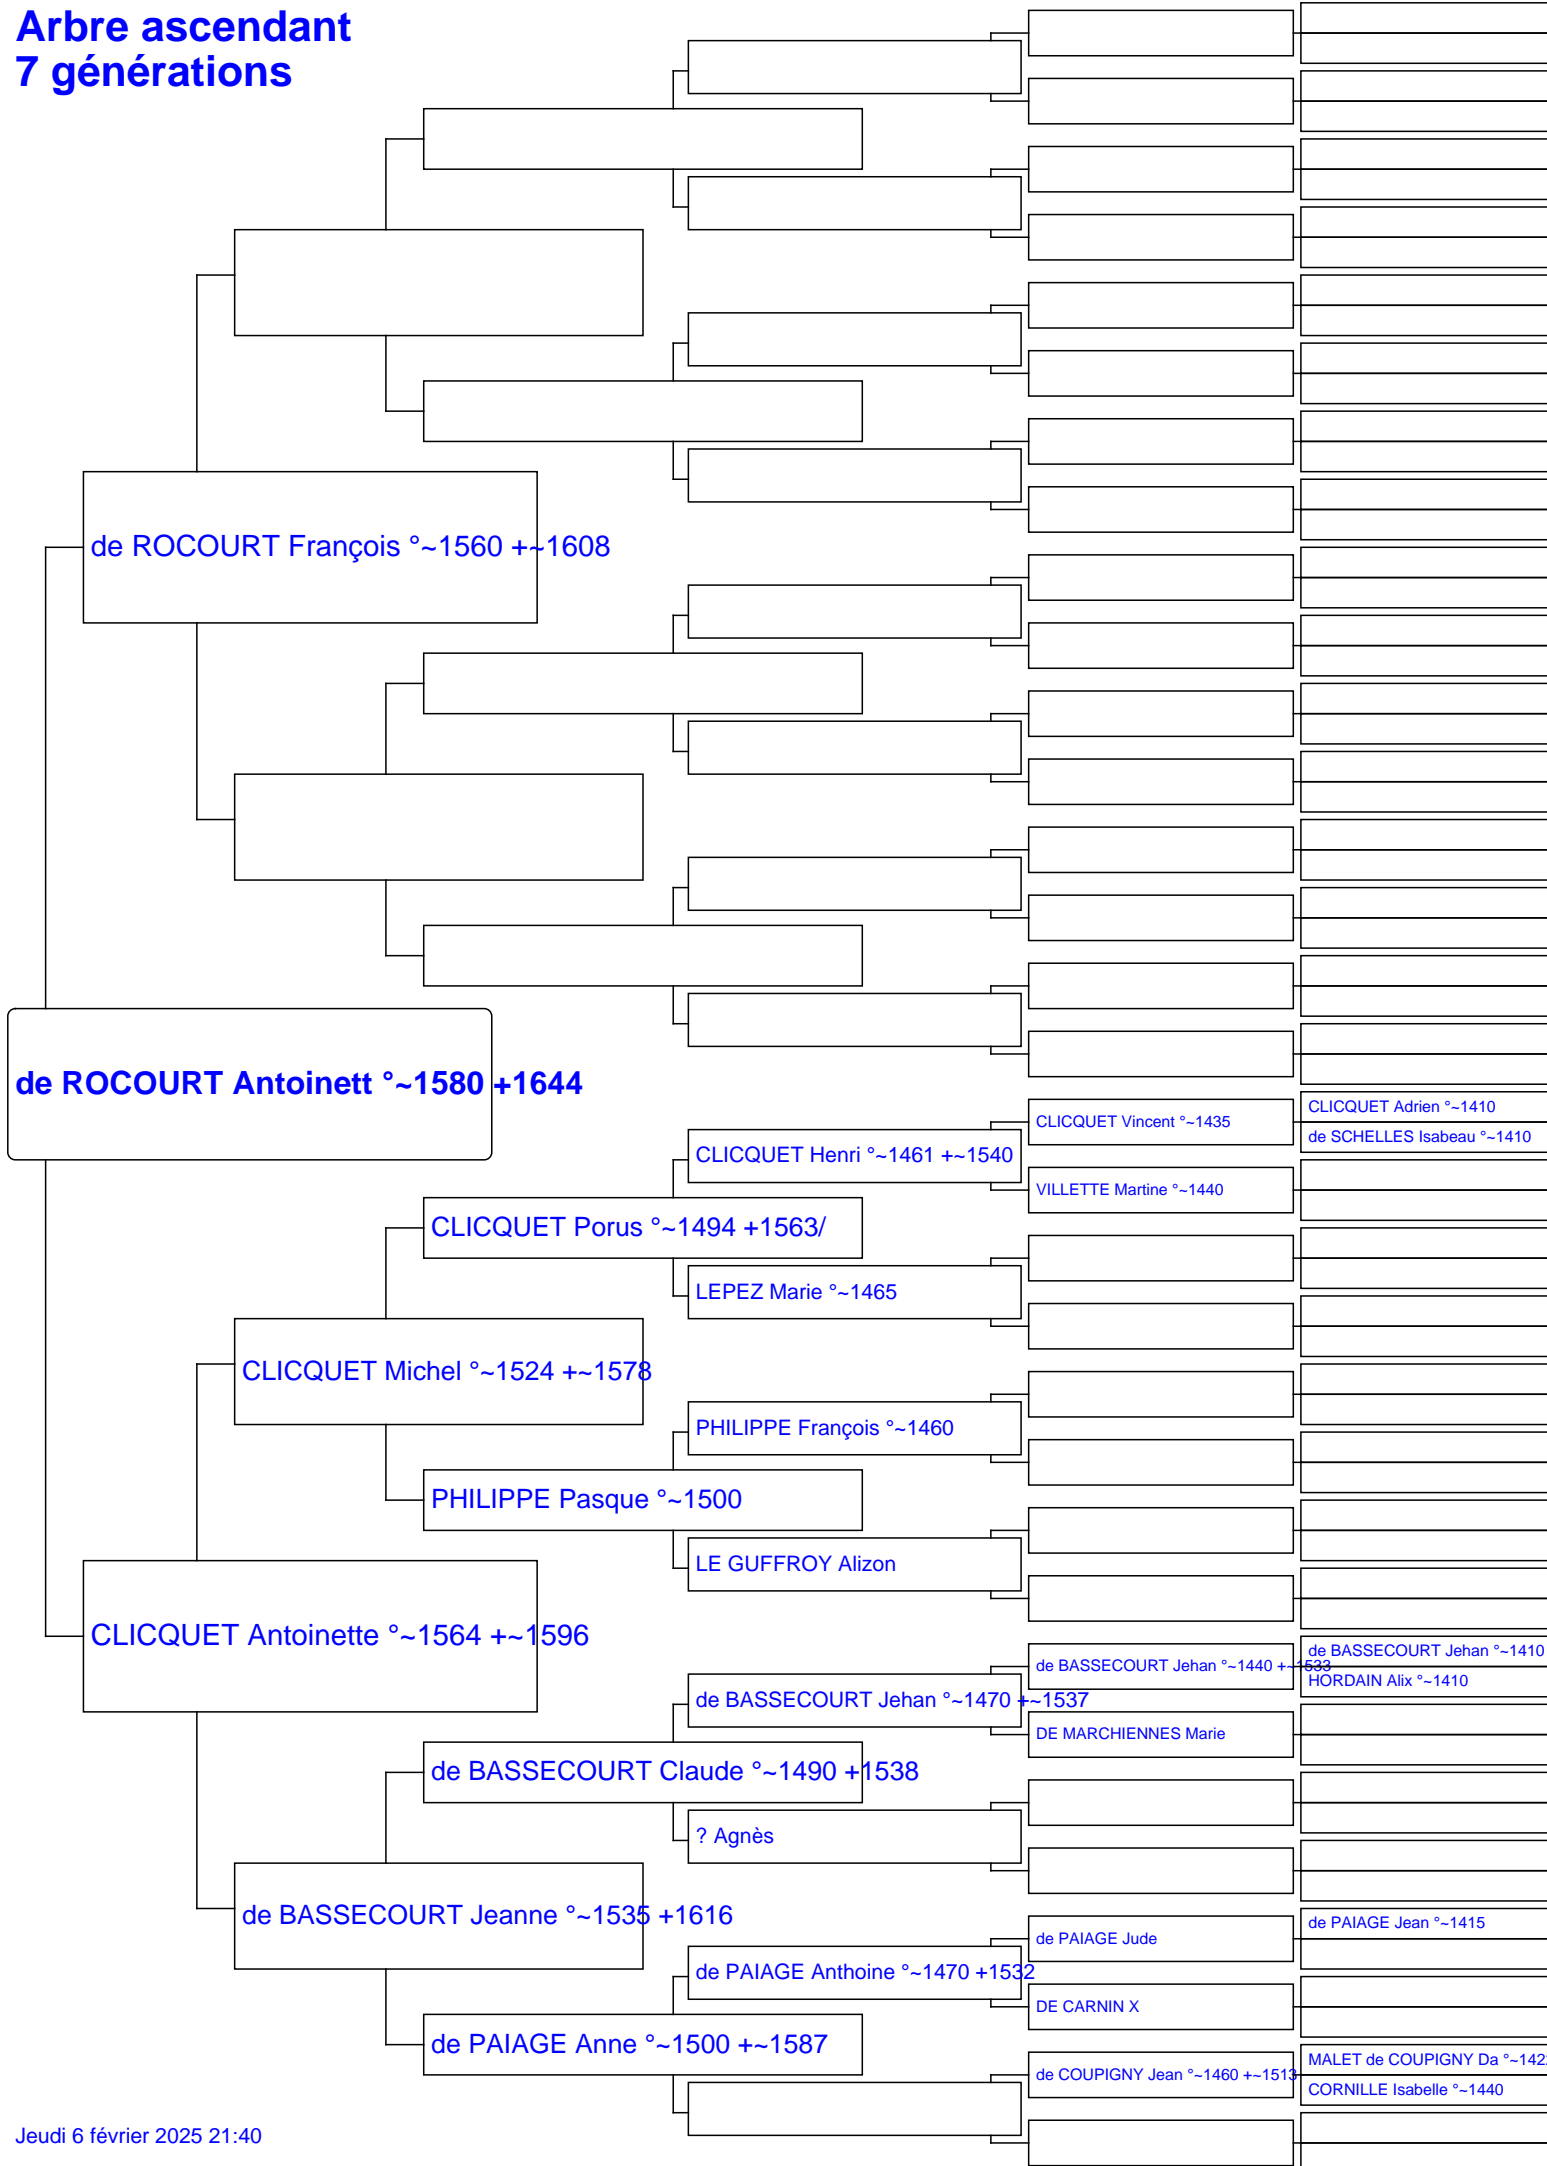 Arbre ascendant
7 générations
de ROCOURT François °~1560 +~1608
de ROCOURT Antoinett °~1580 +1644
CLICQUET Adrien °~1410
CLICQUET Vincent °~1435
de SCHELLES Isabeau °~1410
CLICQUET Henri °~1461 +~1540
VILLETTE Martine °~1440
CLICQUET Porus °~1494 +1563/
LEPEZ Marie °~1465
CLICQUET Michel °~1524 +~1578
PHILIPPE François °~1460
PHILIPPE Pasque °~1500
LE GUFFROY Alizon
CLICQUET Antoinette °~1564 +~1596
de BASSECOURT Jehan °~1410
de BASSECOURT Jehan °~1440 +~1533
HORDAIN Alix °~1410
de BASSECOURT Jehan °~1470 +~1537
DE MARCHIENNES Marie
de BASSECOURT Claude °~1490 +1538
? Agnès
de BASSECOURT Jeanne °~1535 +1616
de PAIAGE Jean °~1415
de PAIAGE Jude
de PAIAGE Anthoine °~1470 +1532
DE CARNIN X
de PAIAGE Anne °~1500 +~1587
MALET de COUPIGNY Da
de COUPIGNY Jean °~1460 +~1513
CORNILLE Isabelle °~1440
Jeudi 6 février 2025 21:40